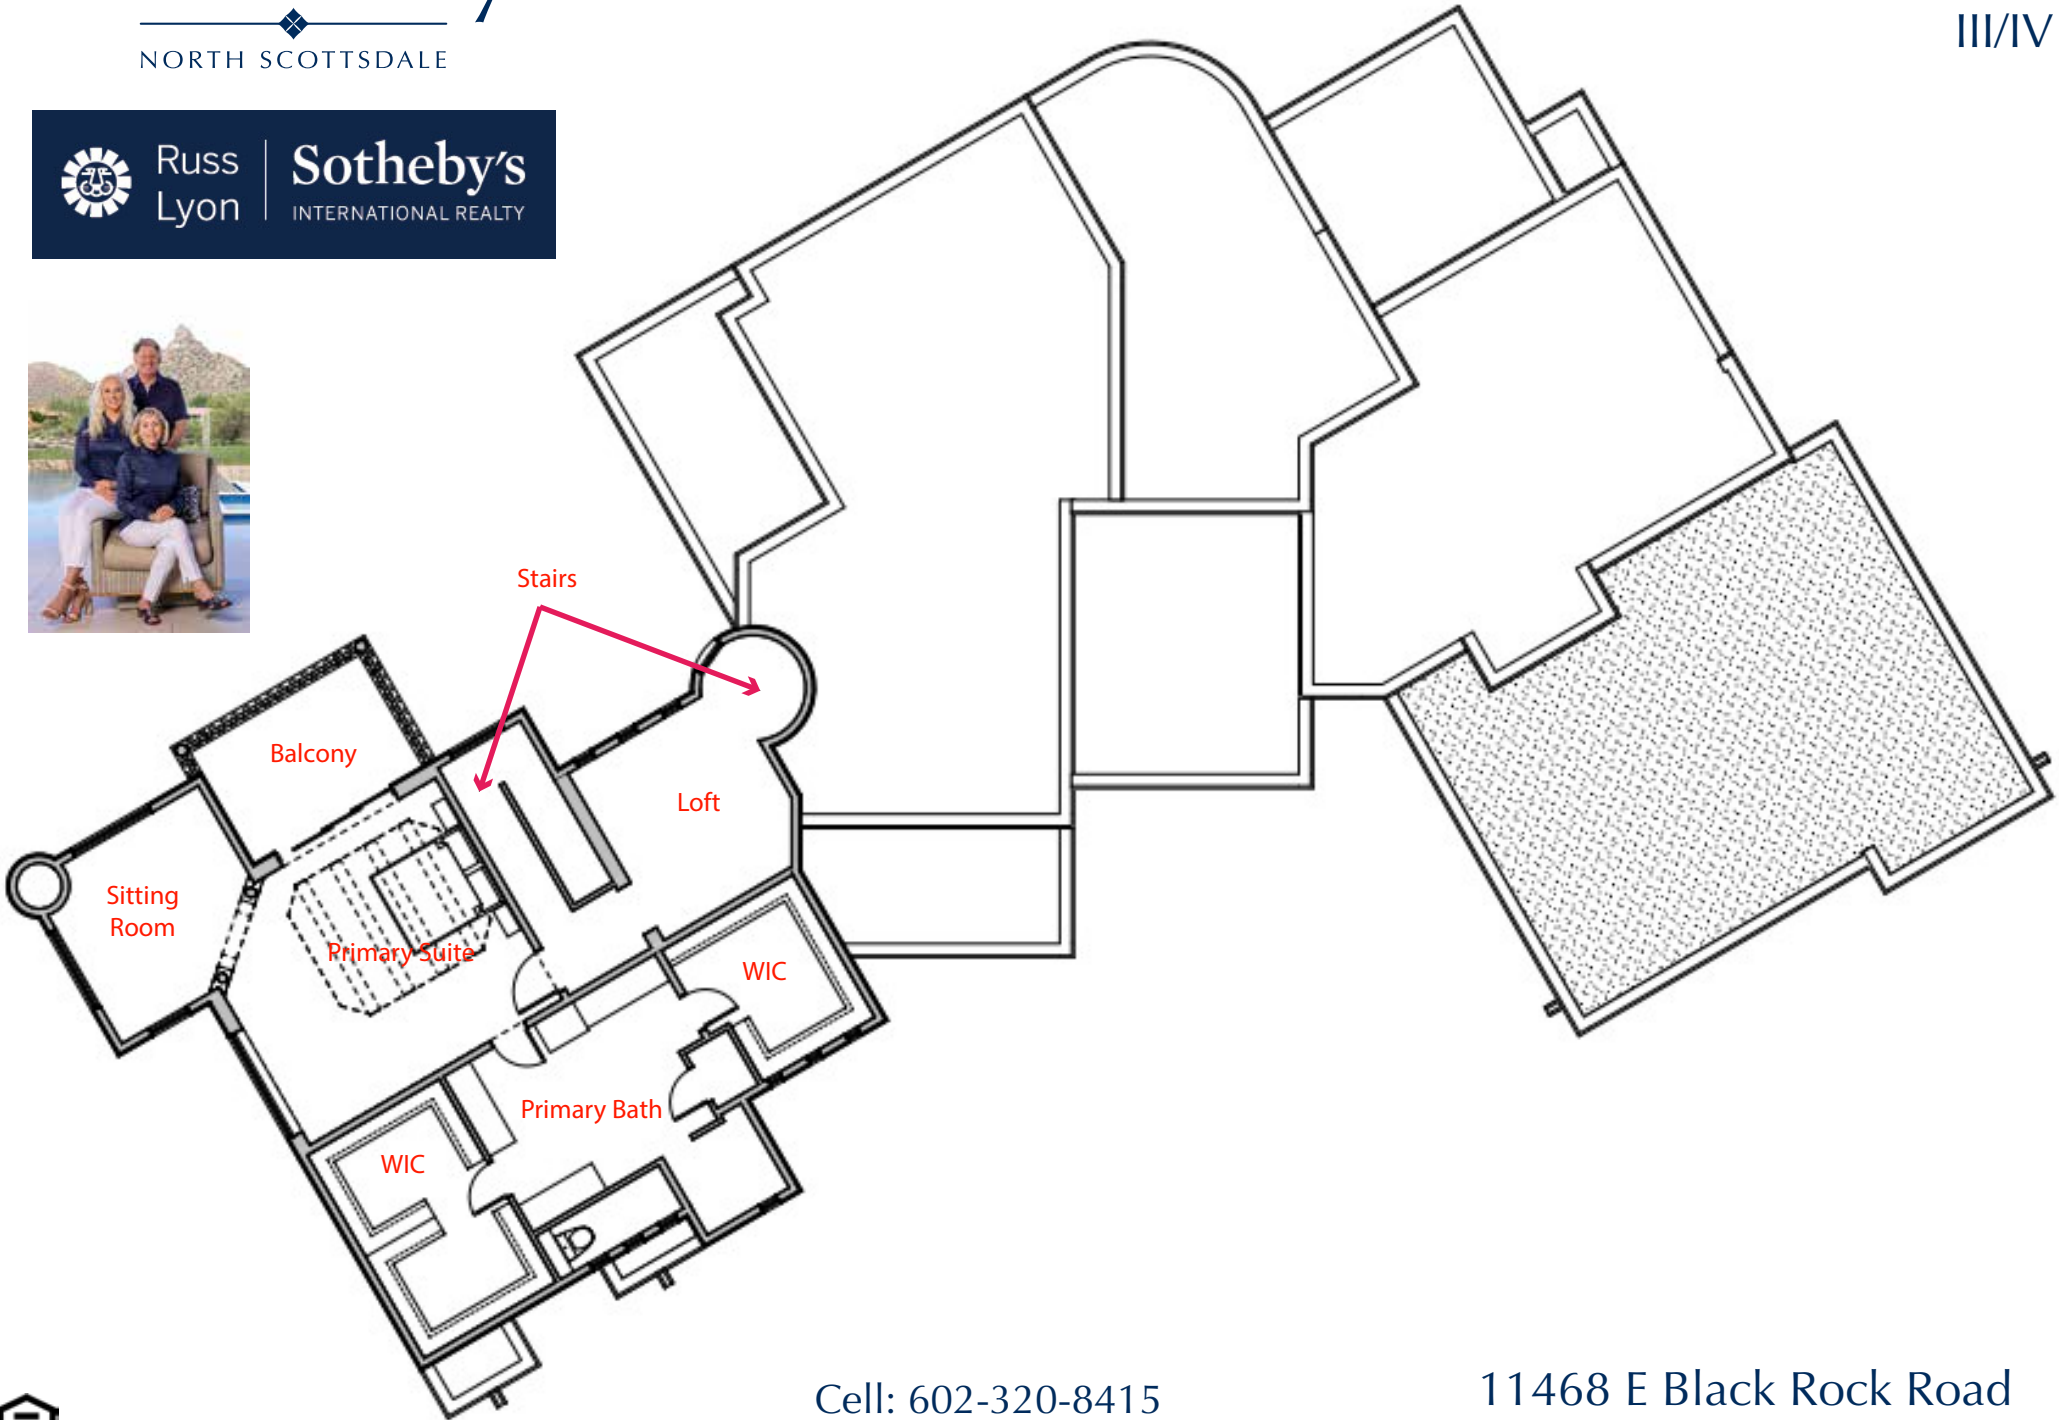 III/IV
NORTH SCOTTSDALE
Russ
Lyon
Sotheby's
INTERNATIONAL REALTY
Stairs
Balcony
Loft
Sitting
Room
Primary Suite
WIC
Primary Bath
WIC
Cell: 602-320-8415
11468 E Black Rock Road